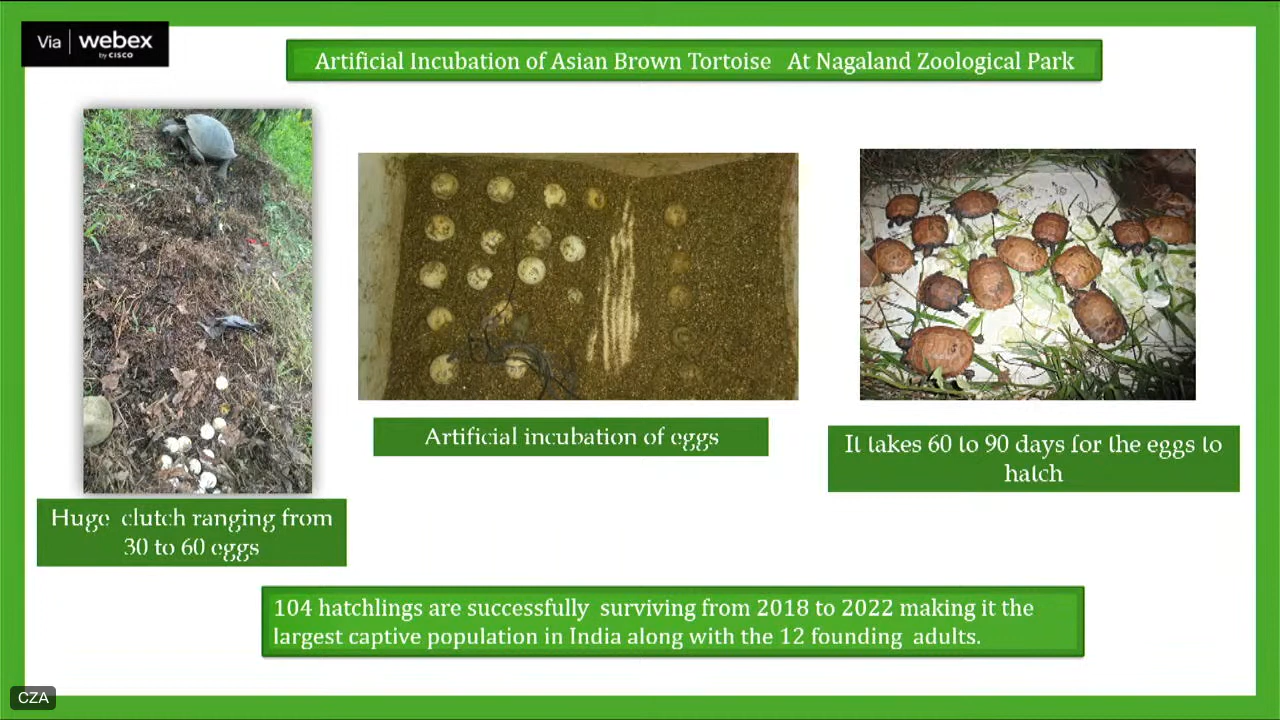 Via webex
by CISCO
Artificial Incubation of Asian Brown Tortoise At Nagaland Zoological Park
Artificial incubation of eggs
It takes 60 to 90 days for the eggs to
hatch
Huge clutch ranging from
30 to 60 eggs
104 hatchlings are successfully surviving from 2018 to 2022 making it the
largest captive population in India along with the 12 founding adults.
CZA